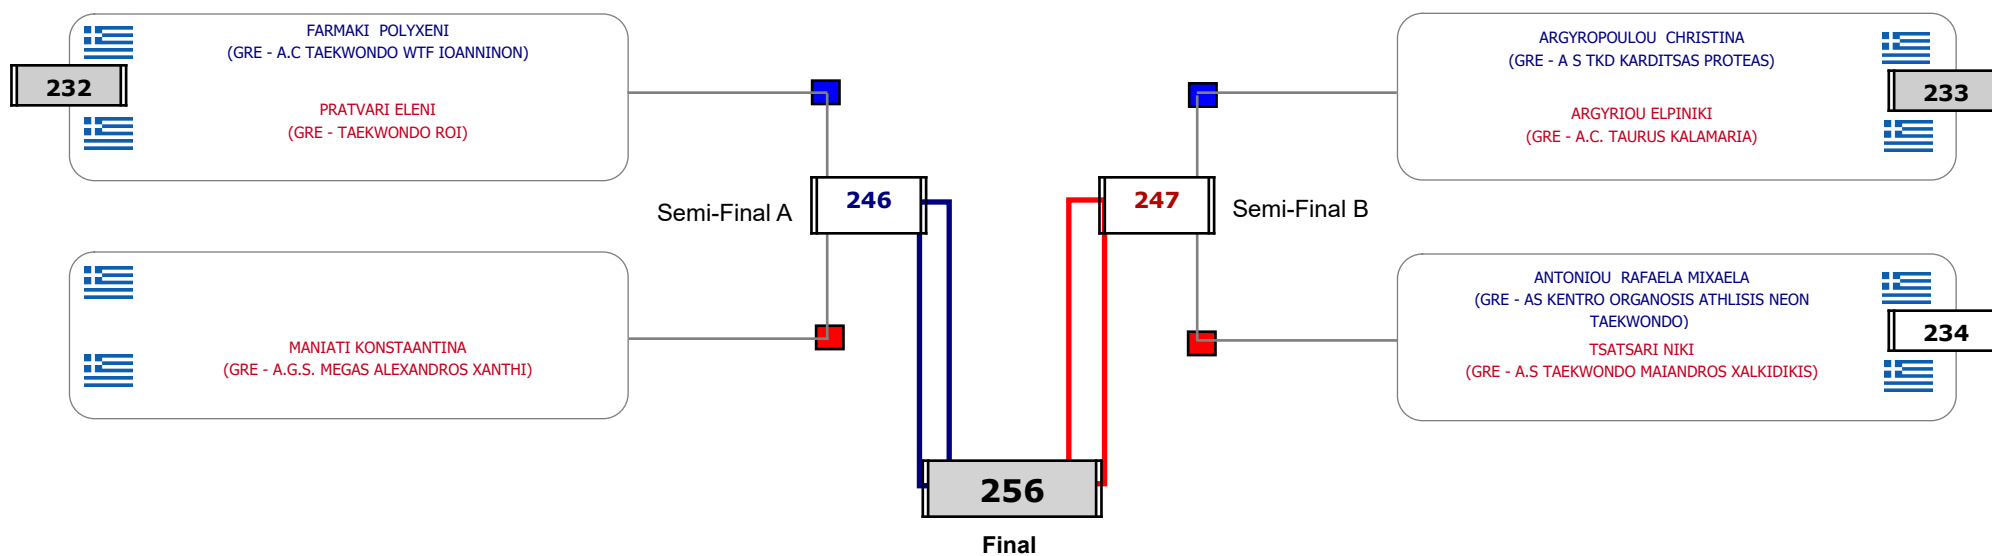 FARMAKI POLYXENI
(GRE - A.C TAEKWONDO WTF IOANNINON)
232
PRATVARI ELENI
(GRE - TAEKWONDO ROI)
ARGYROPOULOU CHRISTINA
(GRE - A S TKD KARDITSAS PROTEAS)
233
ARGYRIOU ELPINIKI
(GRE - A.C. TAURUS KALAMARIA)
Semi-Final A
246
247
Semi-Final B
MANIATI KONSTAANTINA
(GRE - A.G.S. MEGAS ALEXANDROS XANTHI)
ANTONIOU RAFAELA MIXAELA
(GRE - AS KENTRO ORGANOSIS ATHLISIS NEON
TAEKWONDO)
234
TSATSARI NIKI
(GRE - A.S TAEKWONDO MAIANDROS XALKIDIKIS)
256
Final